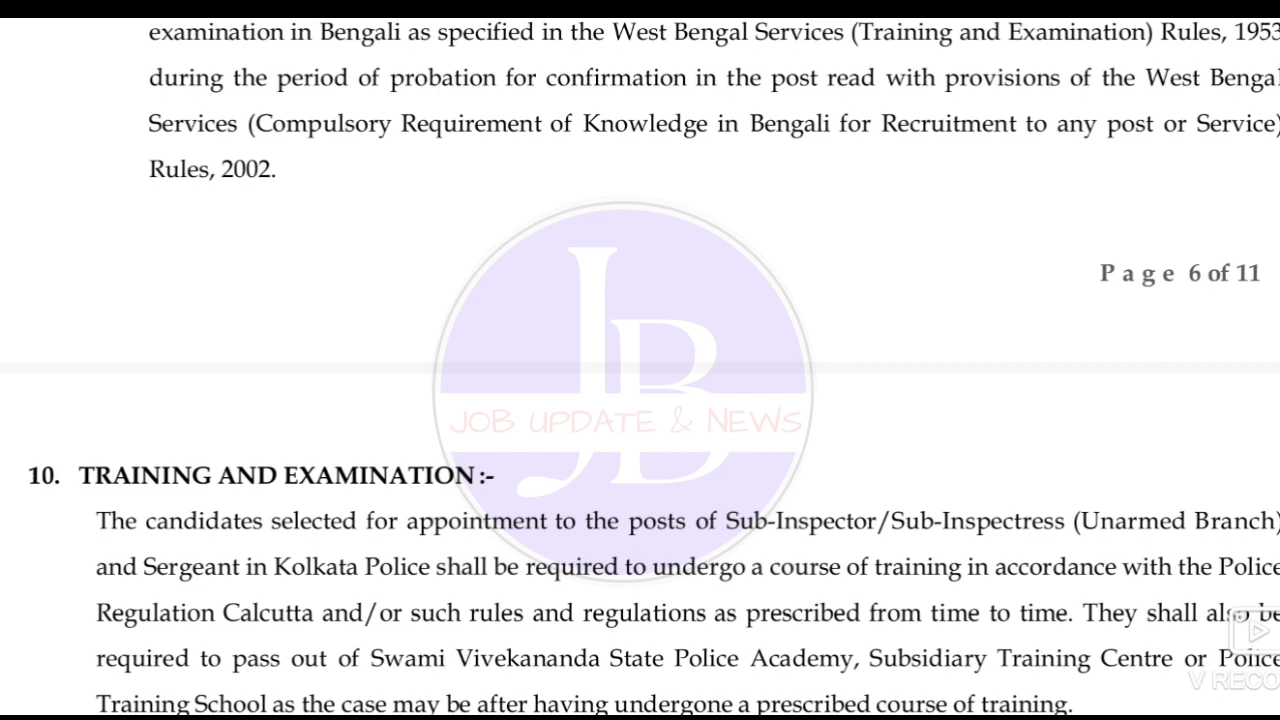 examination in Bengali as specified in the West Bengal Services (Training and Examination) Rules, 1953
during the period of probation for confirmation in the post read with provisions of the West Bengal
Services (Compulsory Requirement of Knowledge in Bengali for Recruitment to any post or Service)
Rules, 2002.
Page 6 of 11
JB
JOB UPDATE & NEWS
10. TRAINING AND EXAMINATION :-
The candidates selected for appointment to the posts of Sub-Inspector/Sub-Inspectress (Unarmed Branch)
and Sergeant in Kolkata Police shall be required to undergo a course of training in accordance with the Police
Regulation Calcutta and/or such rules and regulations as prescribed from time to time. They shall also be
required to pass out of Swami Vivekananda State Police Academy, Subsidiary Training Centre or Police
V RECO
Training School as the case may be after having undergone a prescribed course of training.